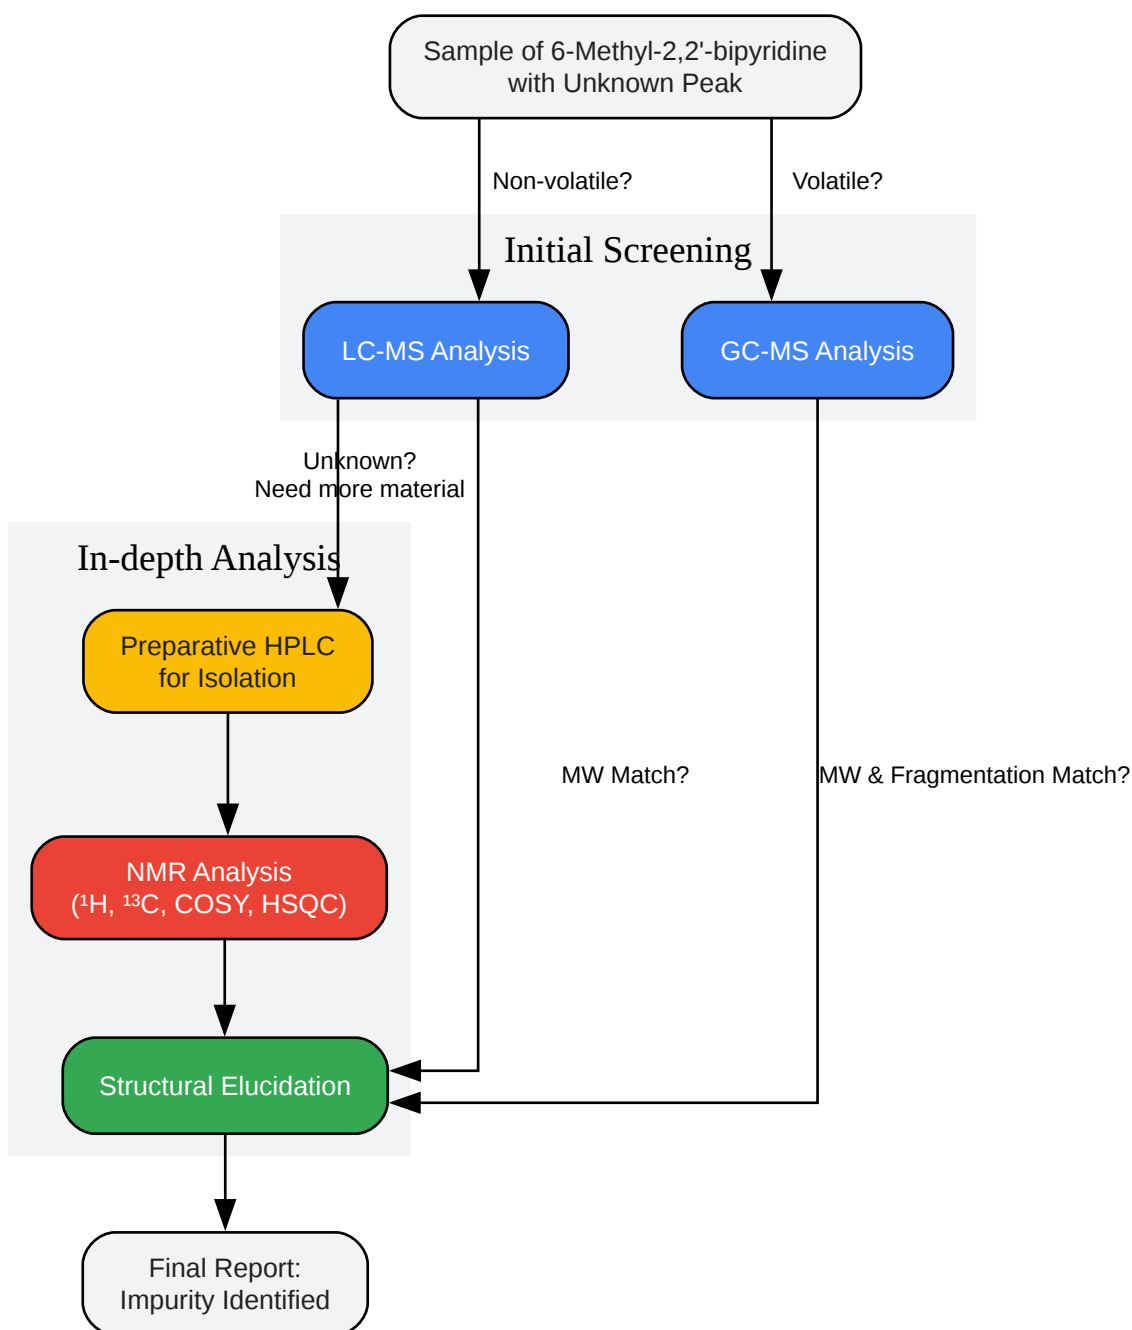 Sample of 6-Methyl-2,2'-bipyridine
with Unknown Peak
Non-volatile?
Volatile?
Initial Screening
LC-MS Analysis
GC-MS Analysis
Unknown?
Need more material
In-depth Analysis
Preparative HPLC
for Isolation
MW Match?
MW & Fragmentation Match?
NMR Analysis
(¹H, ¹³C, COSY, HSQC)
Structural Elucidation
Final Report:
Impurity Identified